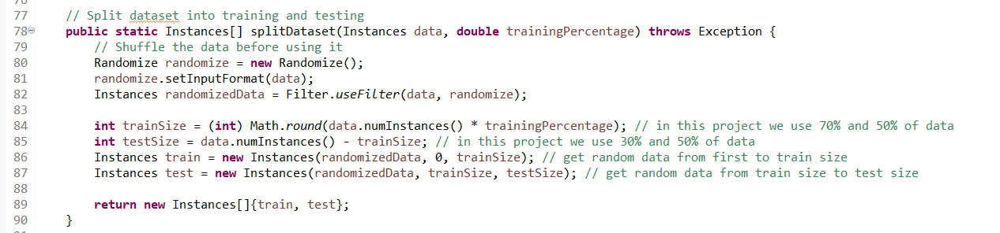 77 // Split dataset into training and testing
78 public static Instances[] splitDataset(Instances data, double trainingPercentage) throws Exception {
79 // Shuffle the data before using it
80 Randomize randomize = new Randomize();
81 randomize.setInputFormat(data);
82 Instances randomizedData = Filter.useFilter(data, randomize);
83
84 int trainSize = (int) Math.round(data.numInstances() * trainingPercentage); // in this project we use 70% and 50% of data
85 int testSize = data.numInstances() - trainSize; // in this project we use 30% and 50% of data
86 Instances train = new Instances(randomizedData, 0, trainSize); // get random data from first to train size
87 Instances test = new Instances(randomizedData, trainSize, testSize); // get random data from train size to test size
88
89 return new Instances[]{train, test};
90 }